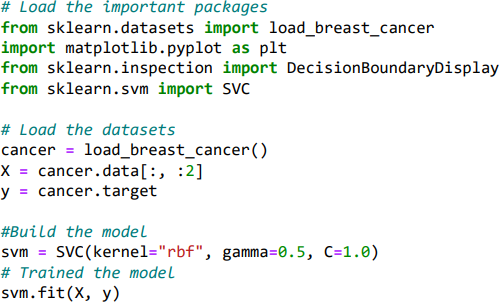 # Load the important packages
from sklearn.datasets import load_breast_cancer
import matplotlib.pyplot as plt
from sklearn.inspection import DecisionBoundaryDisplay
from sklearn.svm import SVC
# Load the datasets
cancer = load_breast_cancer()
X = cancer.data[:, :2]
y = cancer.target
#Build the model
svm = SVC(kernel="rbf", gamma=0.5, C=1.0)
# Trained the model
svm.fit(X, y)